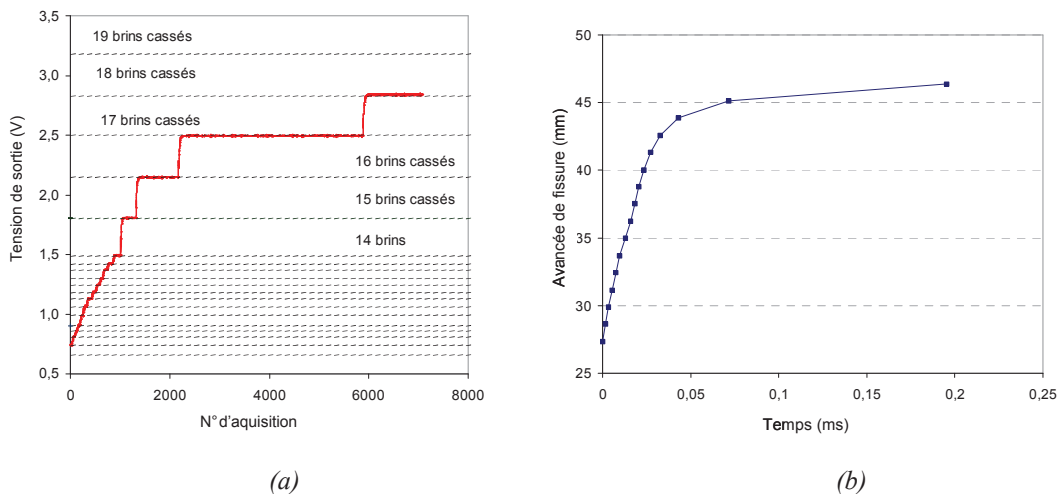 3,5
3,0
2,5
2,0
1,5
1,0
0,5
Tension de sortie (V)
19 brins cassés
18 brins cassés
17 brins cassés
16 brins cassés
15 brins cassés
14 brins
0 2000 4000 6000 8000
N° d'aquisition
(a)
50
45
40
35
30
25
Avancée de fissure (mm)
0 0,05 0,1 0,15 0,2 0,25
Temps (ms)
(b)